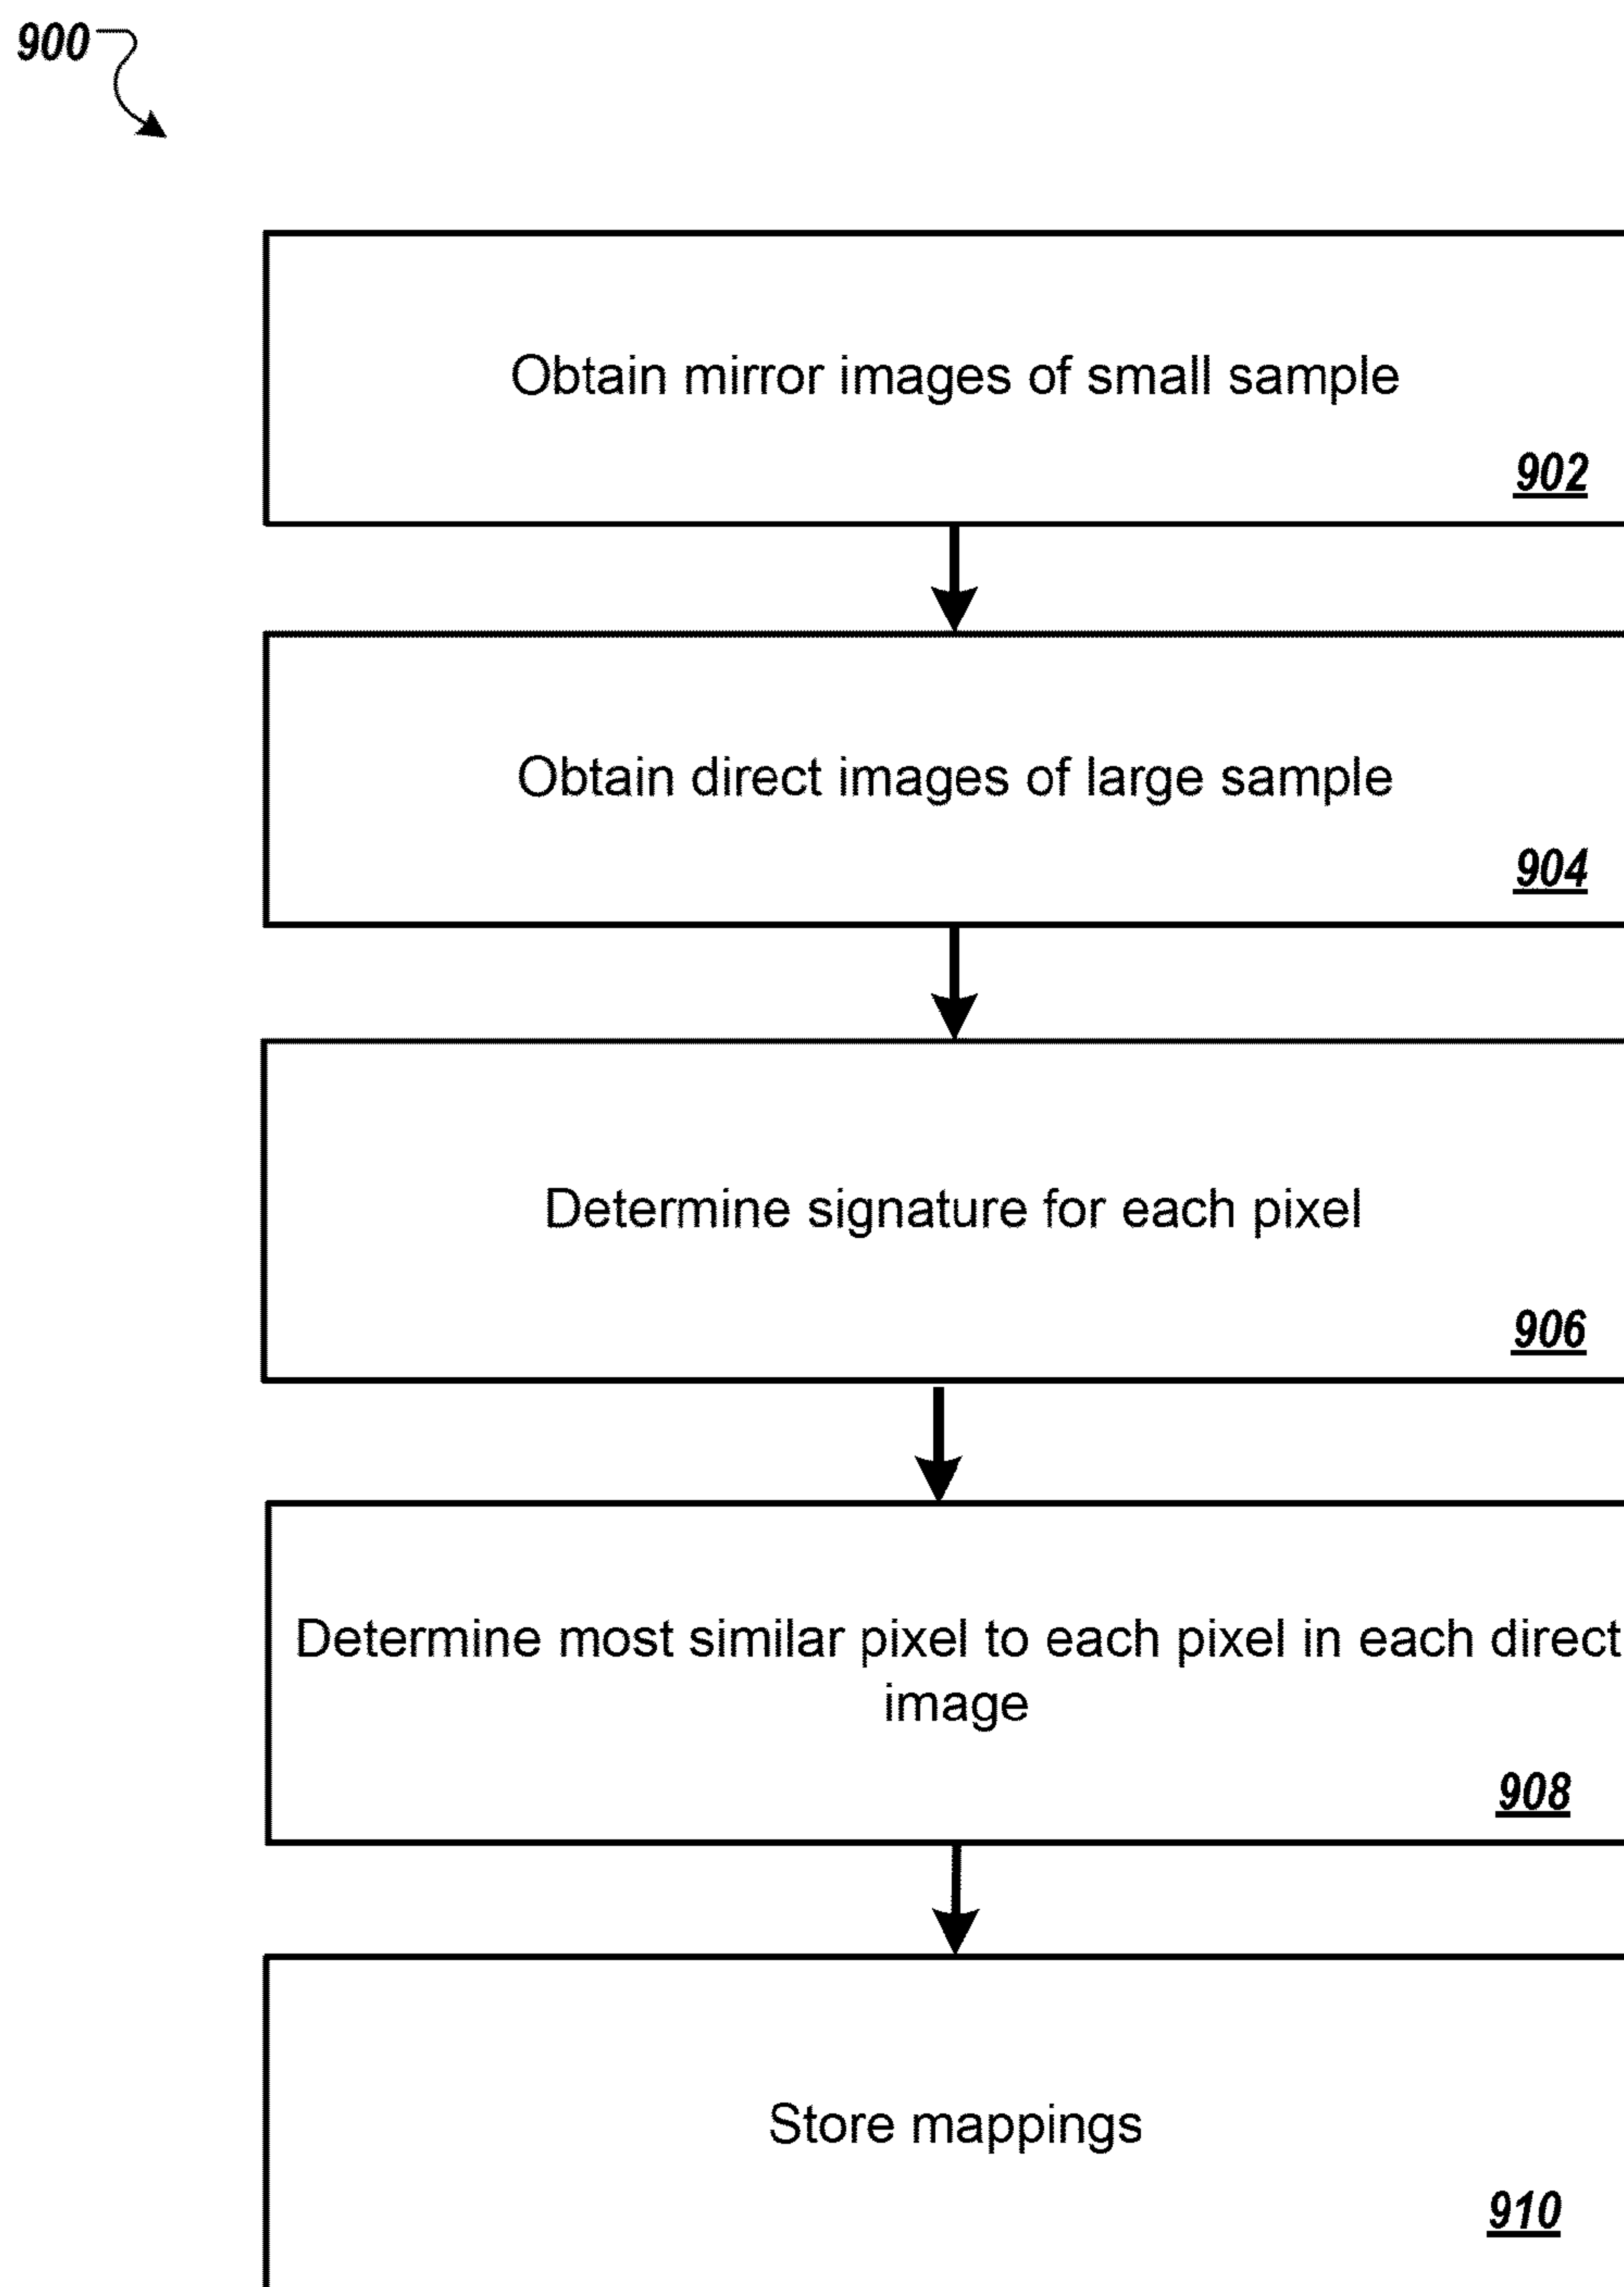 900
Obtain mirror images of small sample
902
Obtain direct images of large sample
904
Determine signature for each pixel
906
Determine most similar pixel to each pixel in each direct
image
908
Store mappings
910